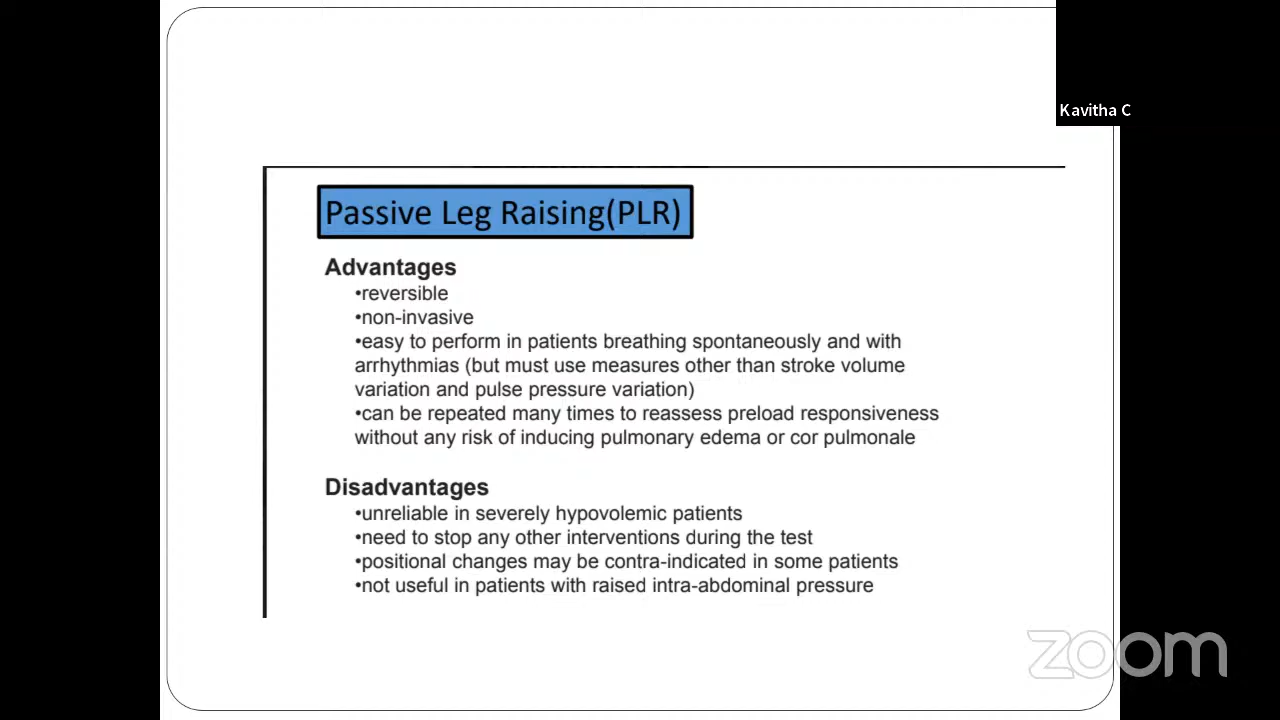 Kavitha C
Passive Leg Raising(PLR)
Advantages
•reversible
•non-invasive
•easy to perform in patients breathing spontaneously and with
arrhythmias (but must use measures other than stroke volume
variation and pulse pressure variation)
•can be repeated many times to reassess preload responsiveness
without any risk of inducing pulmonary edema or cor pulmonale
Disadvantages
•unreliable in severely hypovolemic patients
•need to stop any other interventions during the test
•positional changes may be contra-indicated in some patients
•not useful in patients with raised intra-abdominal pressure
zoom